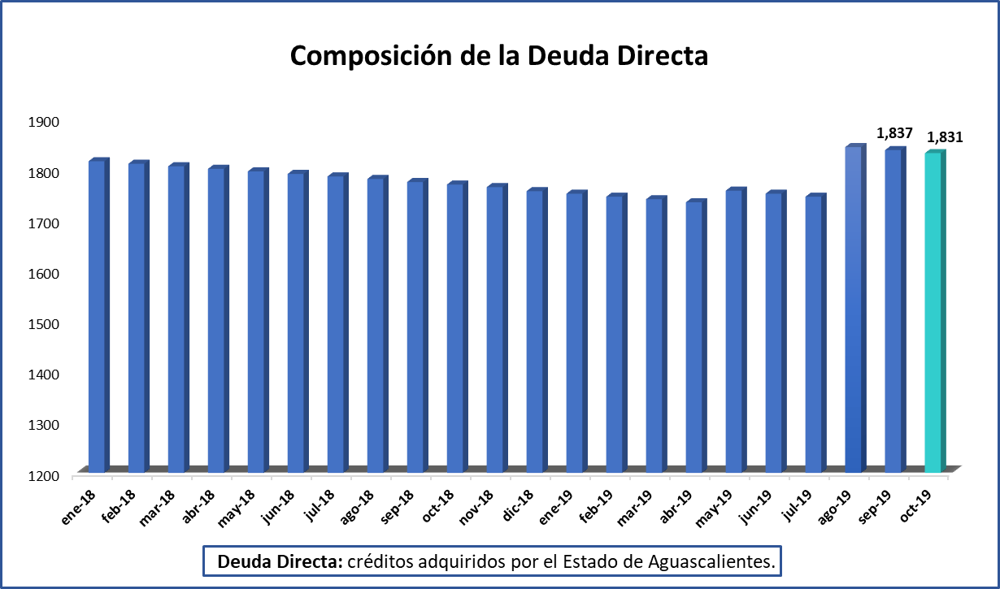 Composición de la Deuda Directa
1900
1800
1700
1600
1500
1400
1300
1200
1,837
1,831
ene-18
feb-18
mar-18
abr-18
may-18
jun-18
jul-18
ago-18
sep-18
oct-18
nov-18
dic-18
ene-19
feb-19
mar-19
abr-19
may-19
jun-19
jul-19
ago-19
sep-19
oct-19
Deuda Directa: créditos adquiridos por el Estado de Aguascalientes.